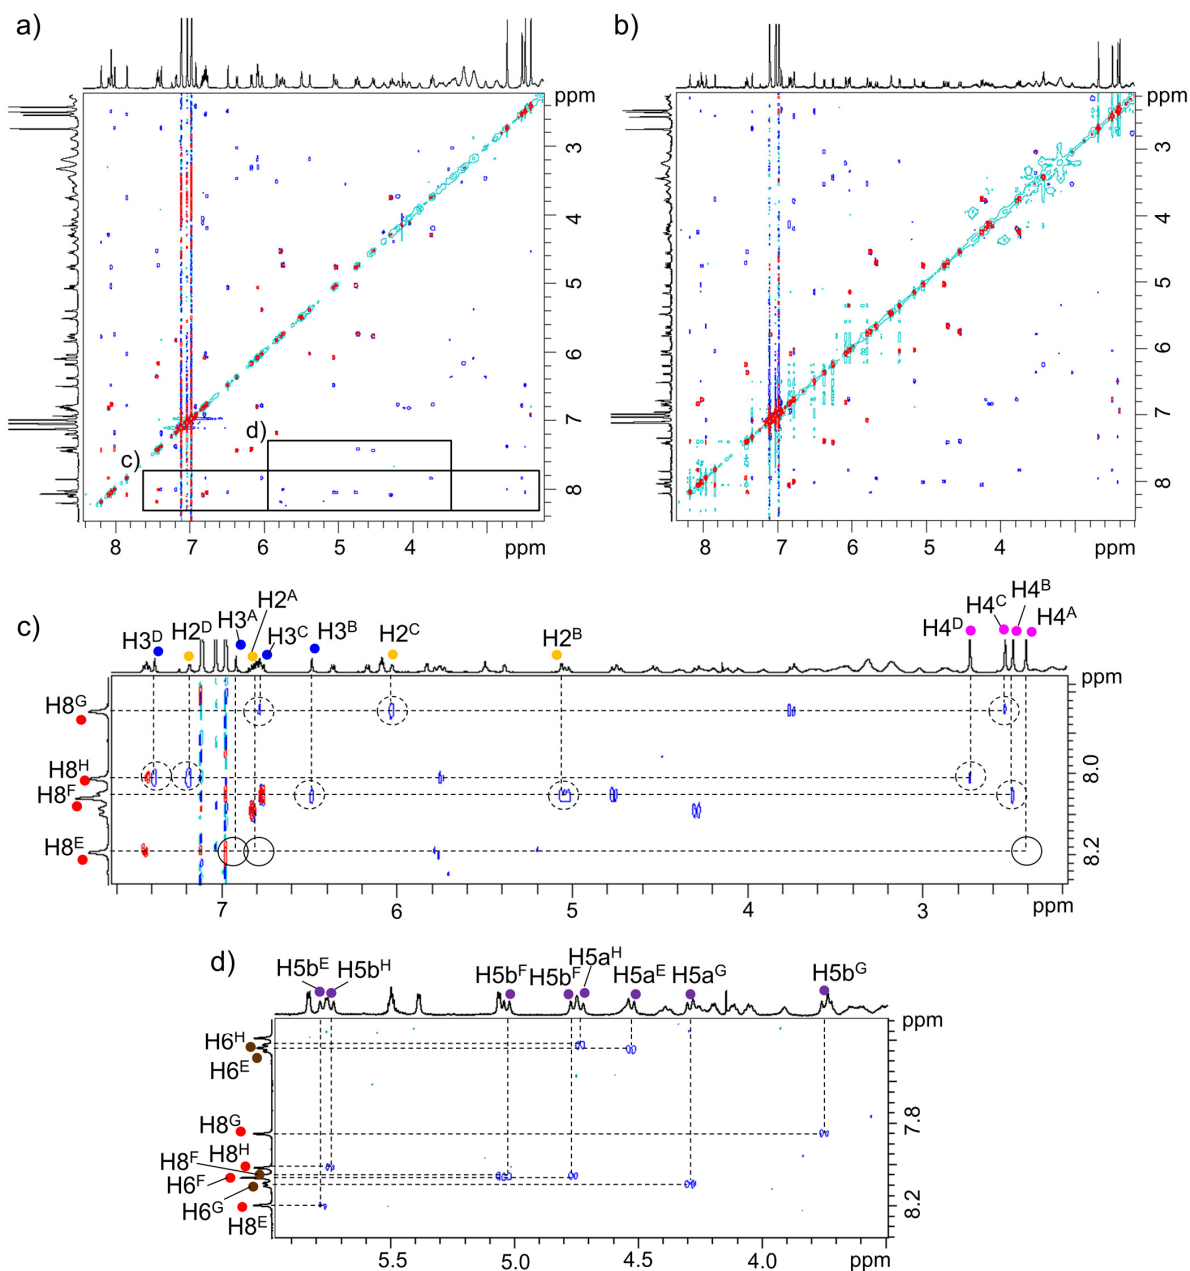 a)
b)
ppm
ppm
3
4
5
6
7
8
3
4
5
6
7
8
d)
c)
8
7
6
5
4
ppm
8
7
6
5
4
ppm
c)
H3ᴰ
H2ᴰ
H3ᴬ
H2ᴬ
H3ᶜ
H3ᴮ
H2ᶜ
H2ᴮ
H4ᴰ
H4ᶜ
H4ᴮ
H4ᴬ
ppm
H8ᴳ
H8ᴴ
H8ᶠ
H8ᴱ
8.0
8.2
7
6
5
4
3
ppm
d)
H5bᴱ
H5bᴴ
H5bᶠ
H5bᶠ
H5aᴴ
H5aᴱ
H5aᴳ
H5bᴳ
ppm
H6ᴴ
H6ᴱ
H8ᴳ
H8ᴴ
H8ᶠ
H6ᶠ
H6ᴳ
H8ᴱ
7.8
8.2
5.5
5.0
4.5
4.0
ppm